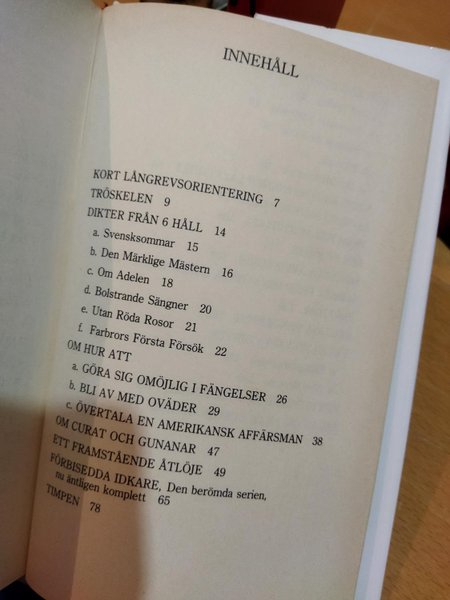 INNEHÅLL
KORT LÅNGREVSORIENTERING 7
TRÖSKELEN 9
DIKTER FRÅN 6 HÅLL 14
a. Svensksommar 15
b. Den Märklige Mästern 16
c. Om Adelen 18
d. Bolstrande Sängner 20
e. Utan Röda Rosor 21
f. Farbrors Första Försök 22
OM HUR ATT
a. GÖRA SIG OMÖJLIG I FÄNGELSER 26
b. BLI AV MED OVÄDER 29
c. ÖVERTALA EN AMERIKANSK AFFÄRSMAN 38
OM CURAT OCH GUNANAR 47
ETT FRAMSTÅENDE ÅTLÖJE 49
FÖRBISEDDA IDKARE, Den berömda serien,
nu äntligen komplett 65
TIMPEN 78